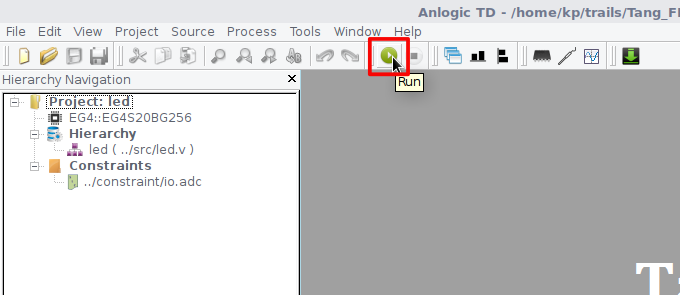 Anlogic TD - /home/kp/trails/Tang_
File Edit View Project Source Process Tools Window Help
Run
Hierarchy Navigation
Project: led
EG4::EG4S20BG256
Hierarchy
led ( ../src/led.v )
Constraints
../constraint/io.adc